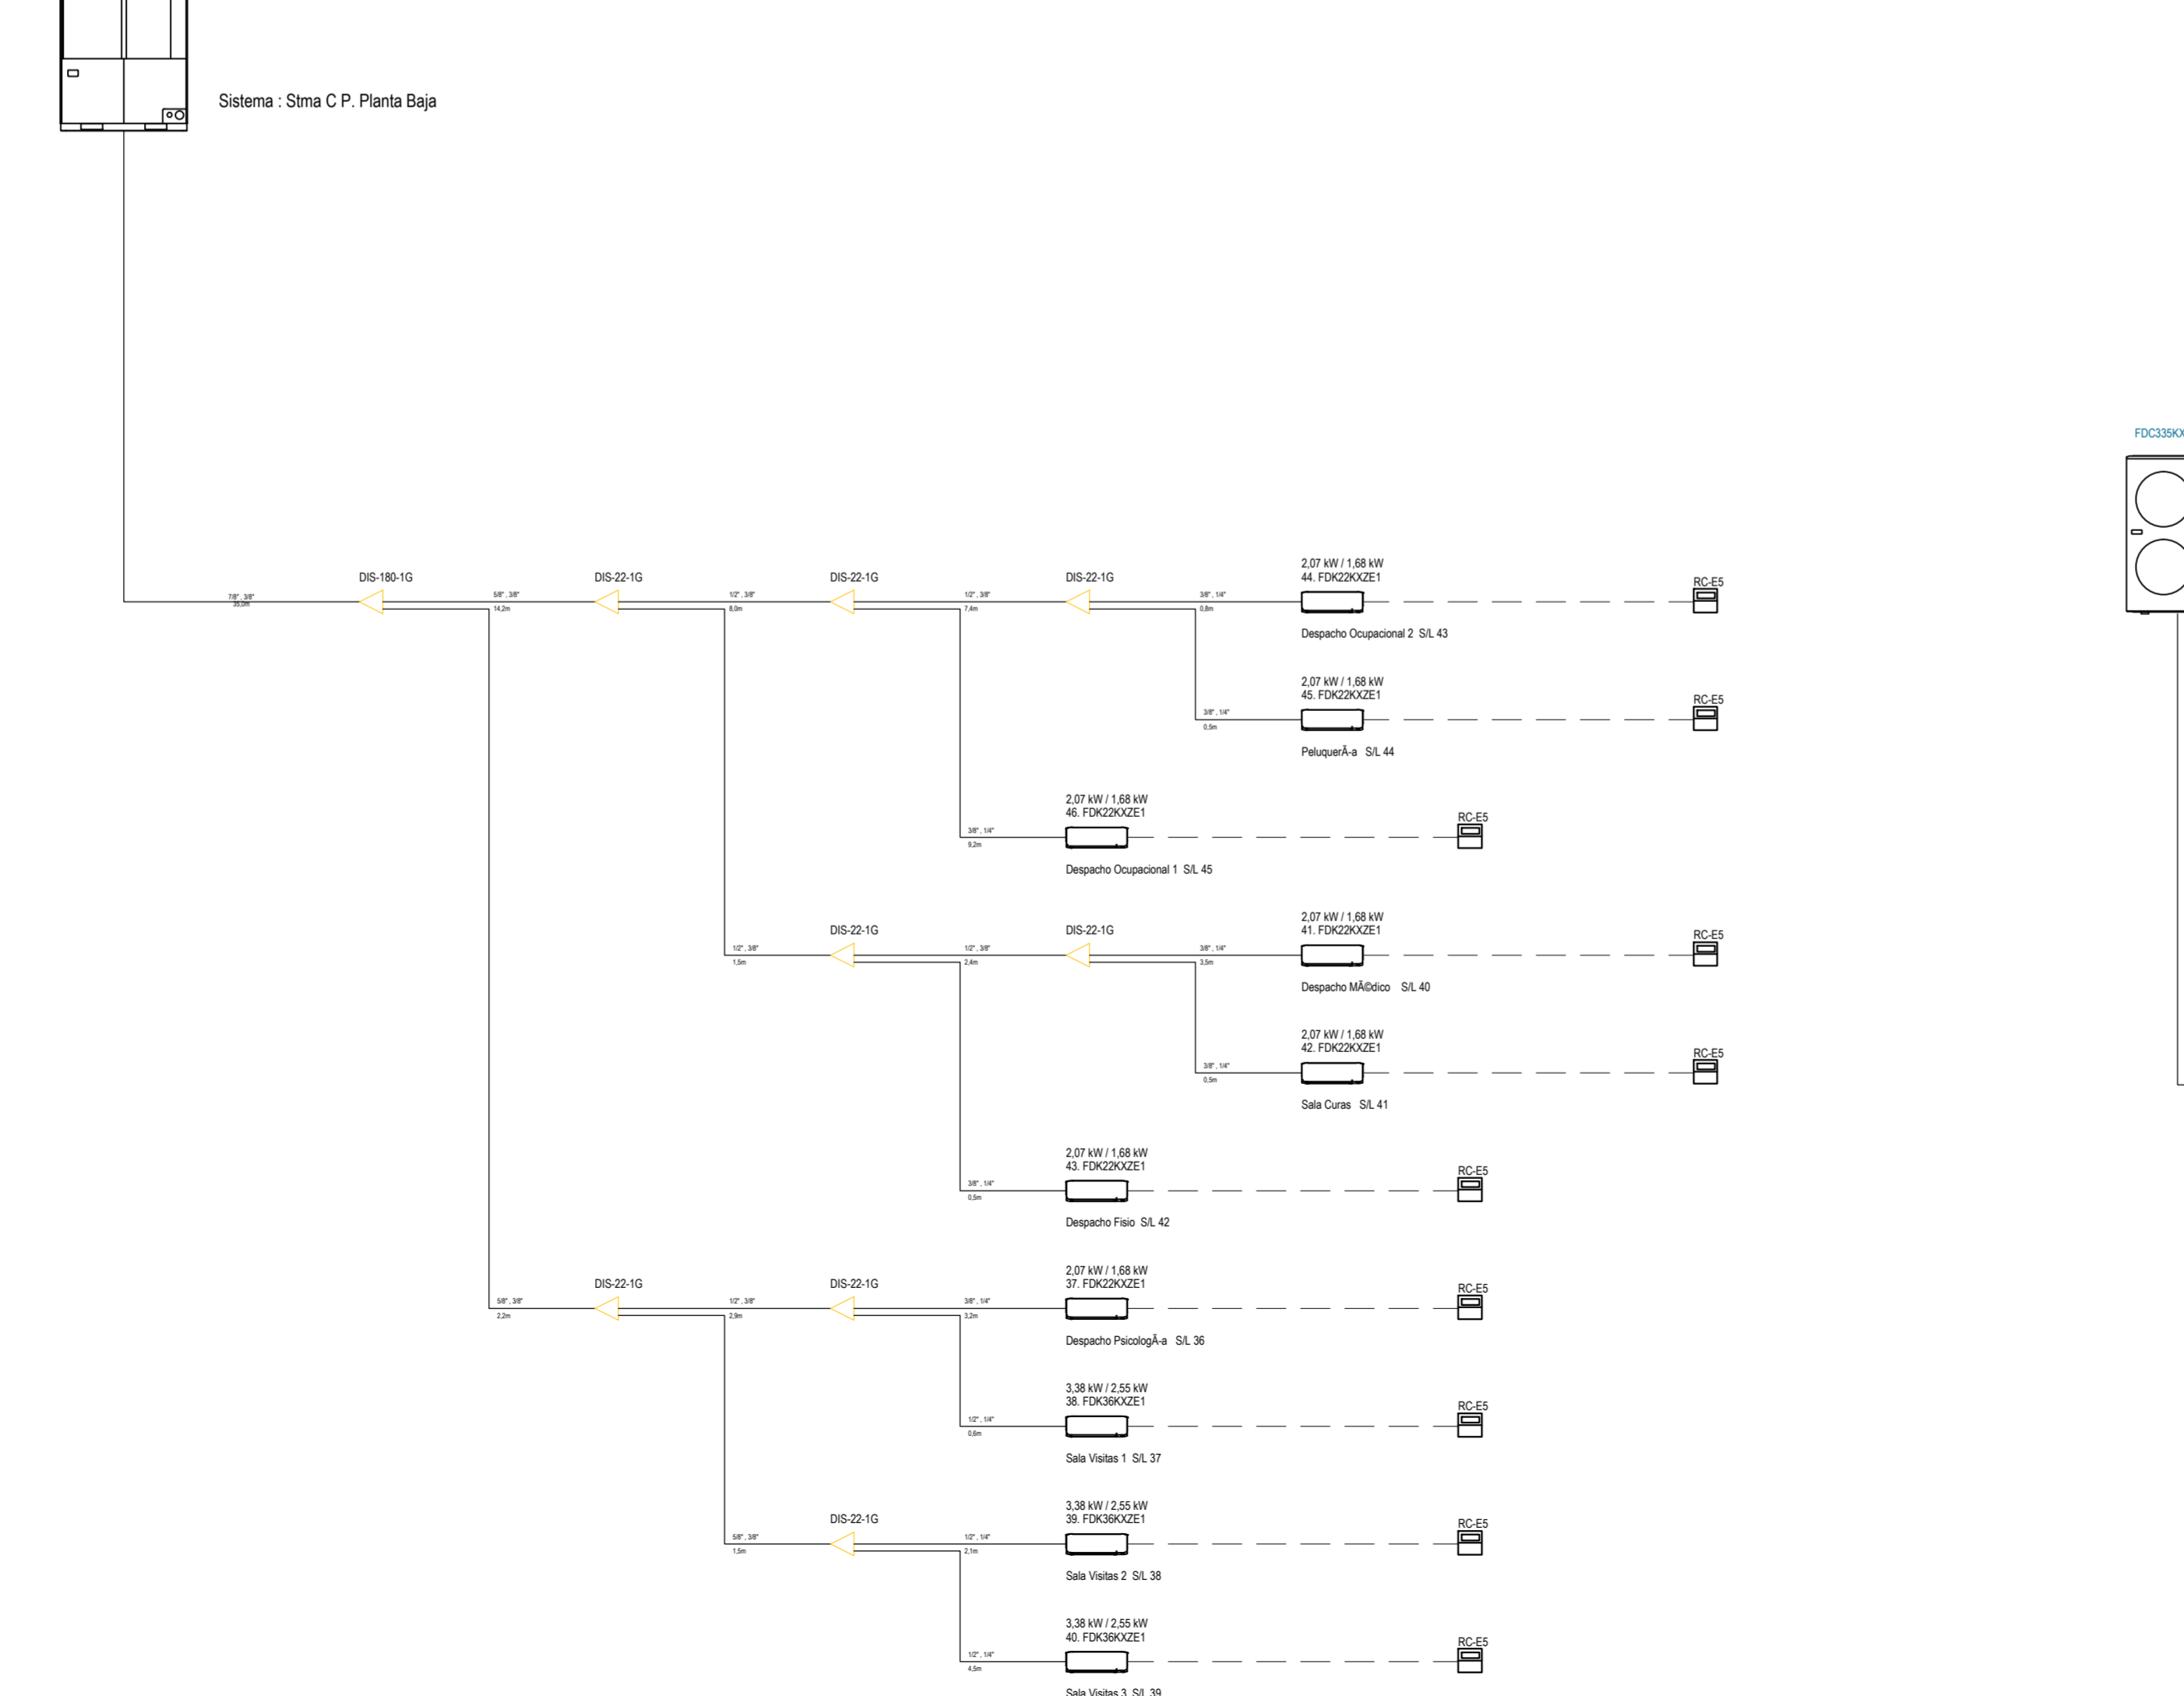 Sistema : Stma C P. Planta Baja
FDC335KX
DIS-180-1G
DIS-22-1G
DIS-22-1G
DIS-22-1G
2,07 kW / 1,68 kW
44. FDK22KXZE1
RC-E5
7/8" , 3/8"
35,0m
5/8" , 3/8"
14,2m
1/2" , 3/8"
8,0m
1/2" , 3/8"
7,4m
3/8" , 1/4"
0,8m
Despacho Ocupacional 2  S/L 43
2,07 kW / 1,68 kW
45. FDK22KXZE1
RC-E5
3/8" , 1/4"
0,5m
PeluquerÃ-a   S/L 44
2,07 kW / 1,68 kW
46. FDK22KXZE1
RC-E5
3/8" , 1/4"
9,2m
Despacho Ocupacional 1  S/L 45
DIS-22-1G
DIS-22-1G
2,07 kW / 1,68 kW
41. FDK22KXZE1
RC-E5
1/2" , 3/8"
1,5m
1/2" , 3/8"
2,4m
3/8" , 1/4"
3,5m
Despacho MÃ©dico    S/L 40
2,07 kW / 1,68 kW
42. FDK22KXZE1
RC-E5
3/8" , 1/4"
0,5m
Sala Curas   S/L 41
2,07 kW / 1,68 kW
43. FDK22KXZE1
RC-E5
3/8" , 1/4"
0,5m
Despacho Fisio  S/L 42
DIS-22-1G
DIS-22-1G
2,07 kW / 1,68 kW
37. FDK22KXZE1
RC-E5
5/8" , 3/8"
2,2m
1/2" , 3/8"
2,9m
3/8" , 1/4"
3,2m
Despacho PsicologÃ-a   S/L 36
3,38 kW / 2,55 kW
38. FDK36KXZE1
RC-E5
1/2" , 1/4"
0,6m
Sala Visitas 1  S/L 37
DIS-22-1G
3,38 kW / 2,55 kW
39. FDK36KXZE1
RC-E5
5/8" , 3/8"
1,5m
1/2" , 1/4"
2,1m
Sala Visitas 2  S/L 38
3,38 kW / 2,55 kW
40. FDK36KXZE1
RC-E5
1/2" , 1/4"
4,5m
Sala Visitas 3  S/L 39